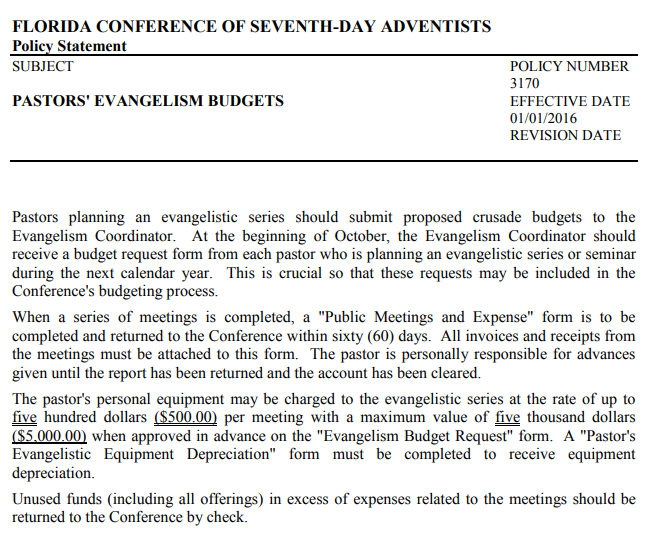 FLORIDA CONFERENCE OF SEVENTH-DAY ADVENTISTS
Policy Statement
SUBJECT
PASTORS' EVANGELISM BUDGETS
POLICY NUMBER
3170
EFFECTIVE DATE
01/01/2016
REVISION DATE
Pastors planning an evangelistic series should submit proposed crusade budgets to the
Evangelism Coordinator. At the beginning of October, the Evangelism Coordinator should
receive a budget request form from each pastor who is planning an evangelistic series or seminar
during the next calendar year. This is crucial so that these requests may be included in the
Conference's budgeting process.
When a series of meetings is completed, a "Public Meetings and Expense" form is to be
completed and returned to the Conference within sixty (60) days. All invoices and receipts from
the meetings must be attached to this form. The pastor is personally responsible for advances
given until the report has been returned and the account has been cleared.
The pastor's personal equipment may be charged to the evangelistic series at the rate of up to
five hundred dollars ($500.00) per meeting with a maximum value of five thousand dollars
($5,000.00) when approved in advance on the "Evangelism Budget Request" form. A "Pastor's
Evangelistic Equipment Depreciation" form must be completed to receive equipment
depreciation.
Unused funds (including all offerings) in excess of expenses related to the meetings should be
returned to the Conference by check.